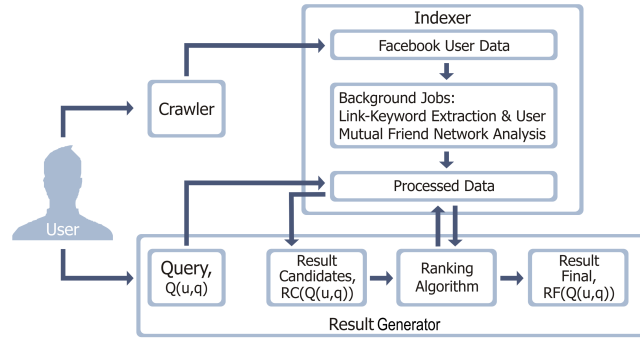 Indexer
Facebook User Data
Crawler
Background Jobs:
Link-Keyword Extraction & User
Mutual Friend Network Analysis
Processed Data
User
Query,
Q(u,q)
Result
Candidates,
RC(Q(u,q))
Ranking
Algorithm
Result
Final,
RF(Q(u,q))
Result Generator